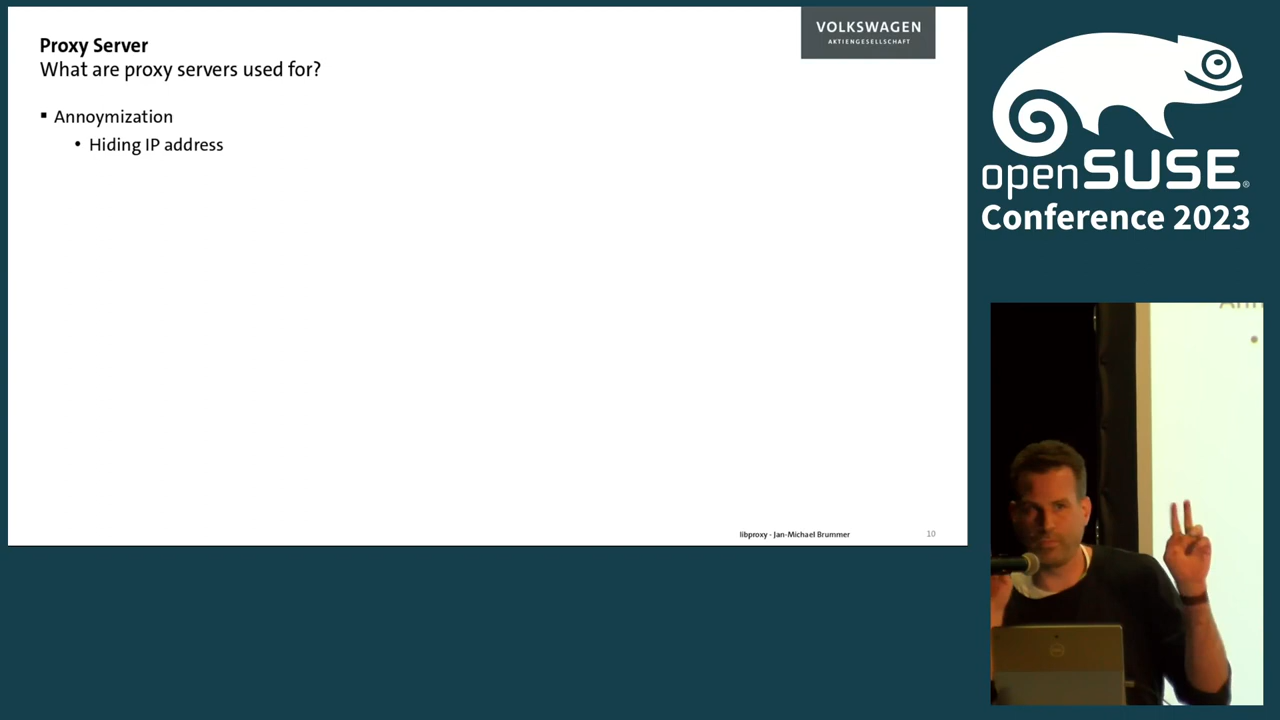 Proxy Server
What are proxy servers used for?
VOLKSWAGEN
AKTIENGESELLSCHAFT
▪ Annoymization
• Hiding IP address
libproxy - Jan-Michael Brummer
10
openSUSE®
Conference 2023